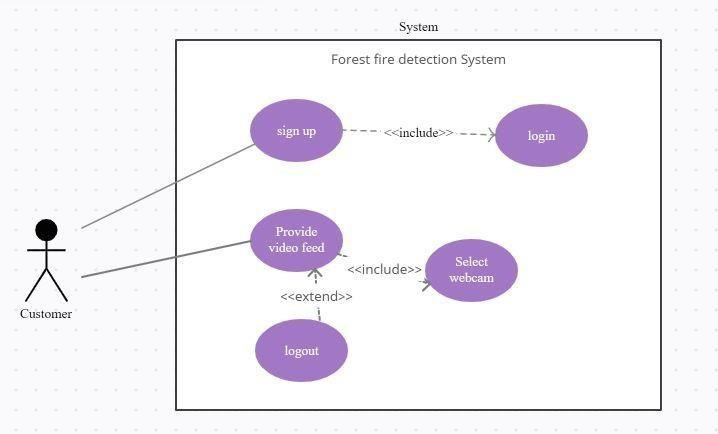 System
Forest fire detection System
sign up
<<include>>
login
Provide
video feed
<<include>>
Select
webcam
<<extend>>
logout
Customer